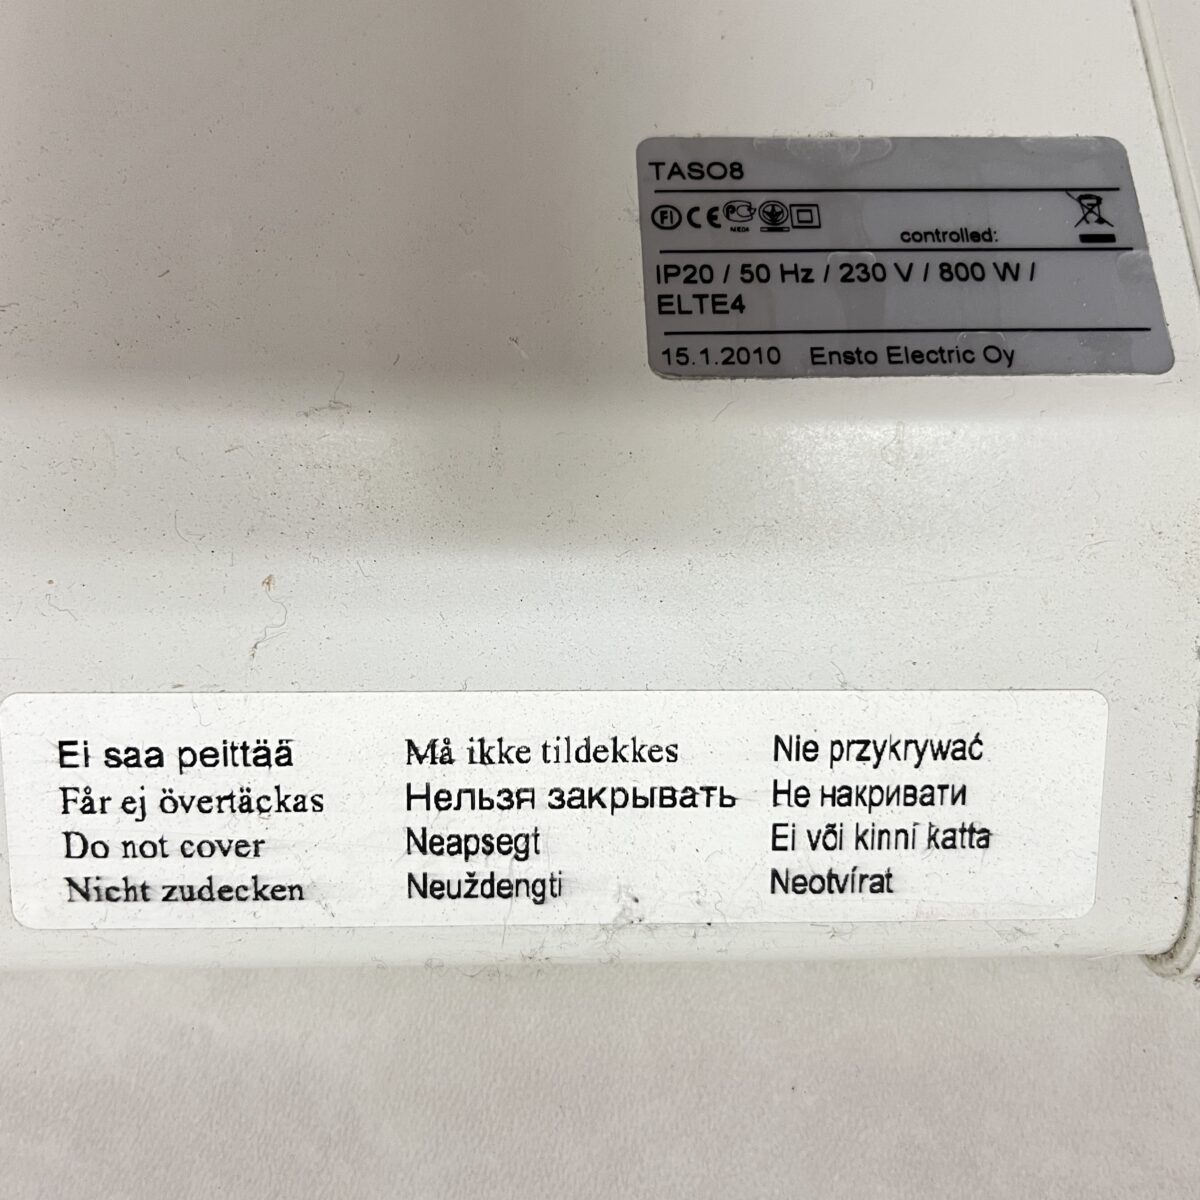 TASO8
FI CE
controlled:
IP20 / 50 Hz / 230 V / 800 W /
ELTE4
15.1.2010 Ensto Electric Oy
Ei saa peittää
Får ej övertäckas
Do not cover
Nicht zudecken
Må ikke tildekkes
Нельзя закрывать
Neapsegt
Neuždengti
Nie przykrywać
Не накривати
Ei või kinni katta
Neotvírat